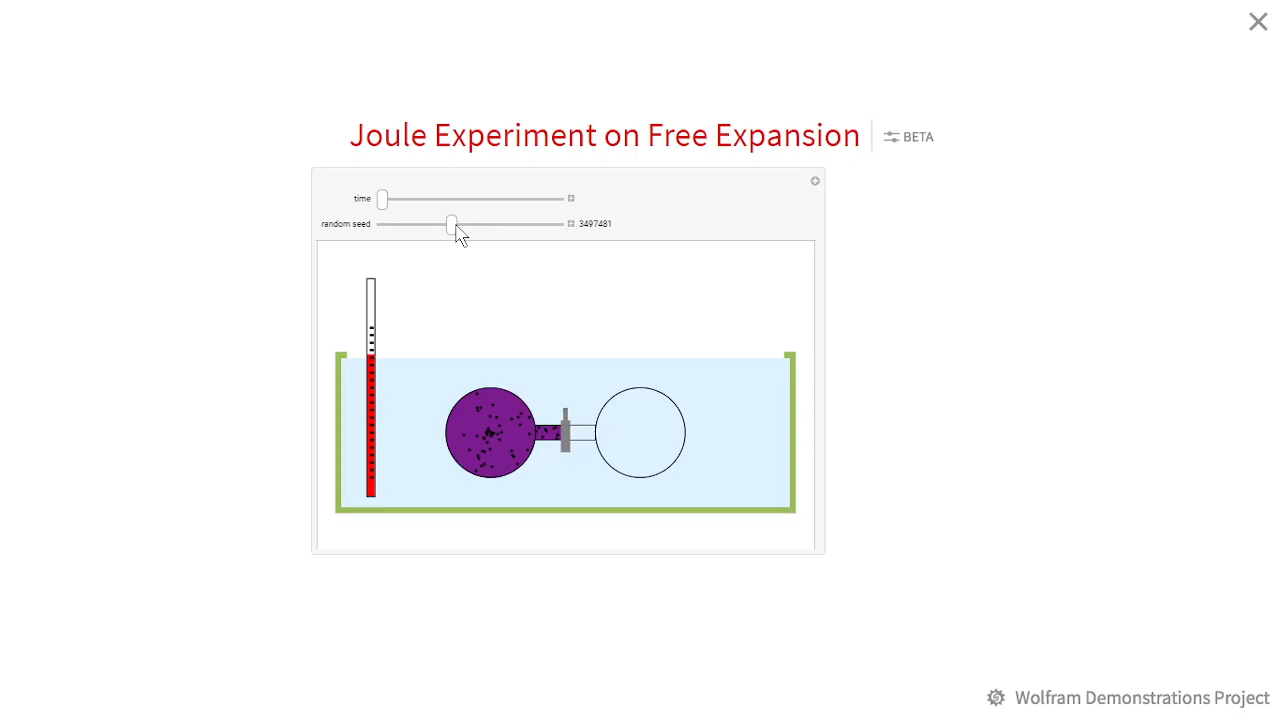 Joule Experiment on Free Expansion
BETA
time
random seed
3497481
Wolfram Demonstrations Project